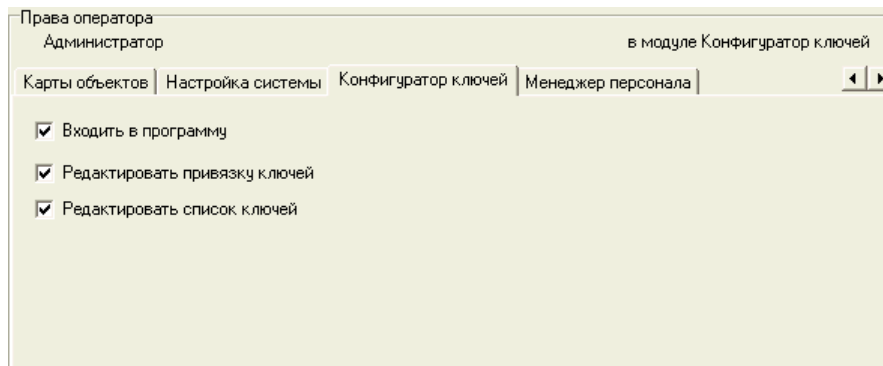 Права оператора
Администратор в модуле Конфигуратор ключей
Карты объектов Настройка системы Конфигуратор ключей Менеджер персонала
Входить в программу
Редактировать привязку ключей
Редактировать список ключей